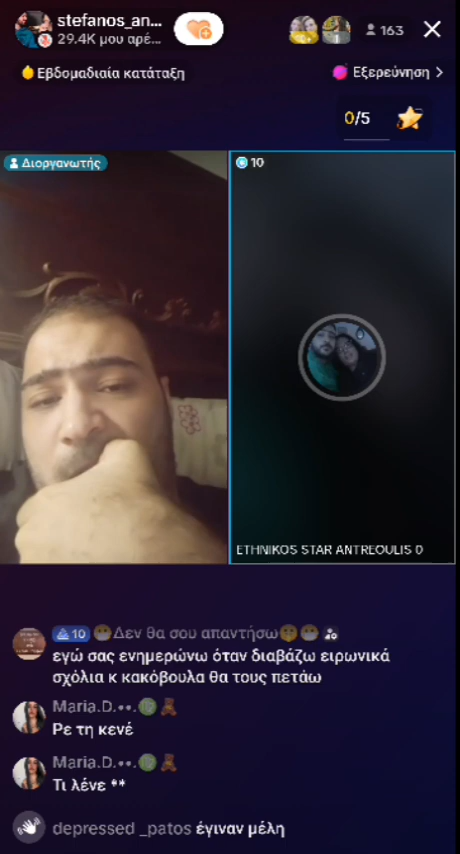 stefanos_an...
29.4K μου αρέ...
163
Εβδομαδιαία κατάταξη
Εξερεύνηση >
0/5
Διοργανωτής
10
ETHNIKOS STAR ANTREOULIS 0
10 😁Δεν θα σου απαντήσω🤫😁
εγώ σας ενημερώνω όταν διαβάζω ειρωνικά
σχόλια κ κακόβουλα θα τους πετάω
Maria.D.••.
Ρε τη κενέ
Maria.D.••.
Τι λένε **
depressed _patos έγιναν μέλη